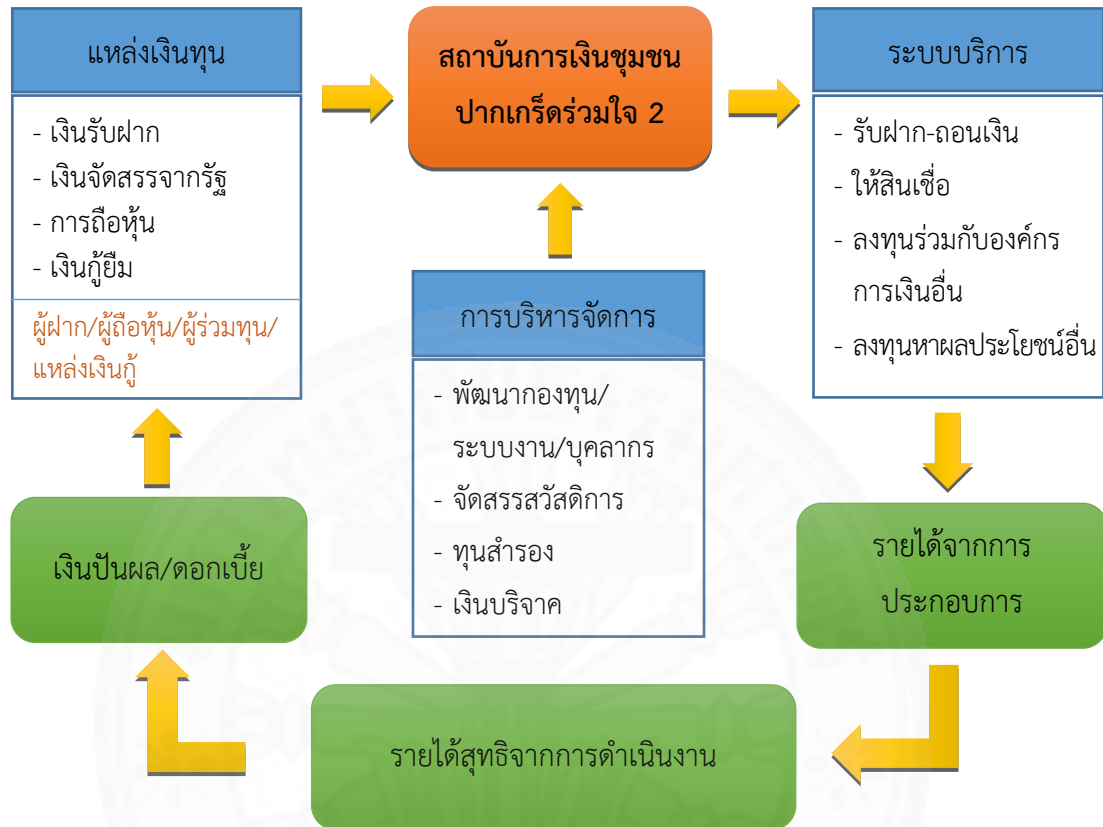 แหล่งเงินทุน
- เงินรับฝาก
- เงินจัดสรรจากรัฐ
- การถือหุ้น
- เงินกู้ยืม
ผู้ฝาก/ผู้ถือหุ้น/ผู้ร่วมทุน/
แหล่งเงินกู้
สถาบันการเงินชุมชน
ปากเกร็ดร่วมใจ 2
ระบบบริการ
- รับฝาก-ถอนเงิน
- ให้สินเชื่อ
- ลงทุนร่วมกับองค์กร
การเงินอื่น
- ลงทุนหาผลประโยชน์อื่น
การบริหารจัดการ
- พัฒนากองทุน/
ระบบงาน/บุคลากร
- จัดสรรสวัสดิการ
- ทุนสำรอง
- เงินบริจาค
เงินปันผล/ดอกเบี้ย
รายได้จากการ
ประกอบการ
รายได้สุทธิจากการดำเนินงาน